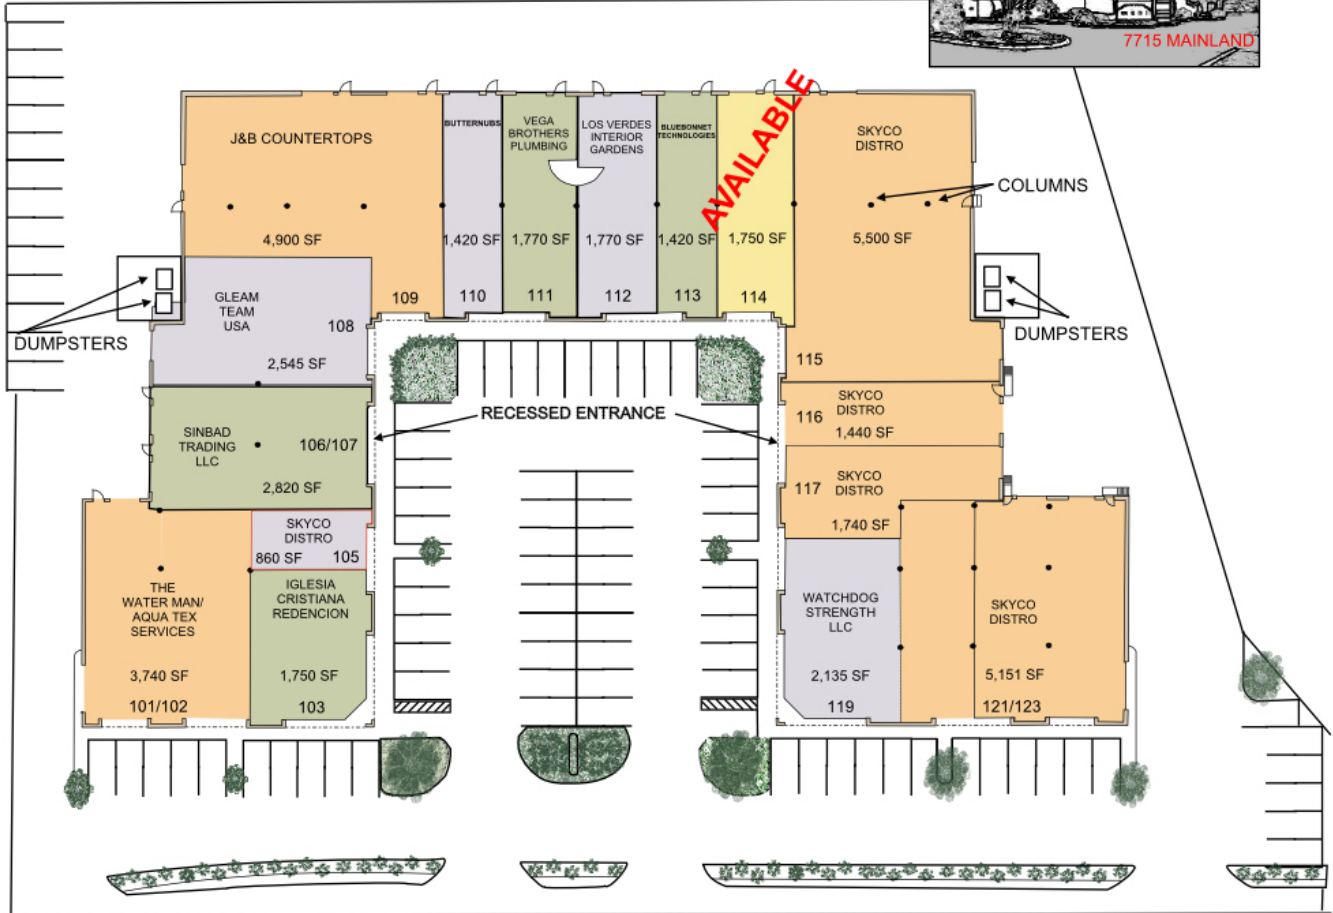 7715 MAINLAND
J&B COUNTERTOPS
4,900 SF
109
BUTTERNUBS
1,420 SF
110
VEGA
BROTHERS
PLUMBING
1,770 SF
111
LOS VERDES
INTERIOR
GARDENS
1,770 SF
112
BLUEBONNET
TECHNOLOGIES
1,420 SF
113
AVAILABLE
1,750 SF
114
SKYCO
DISTRO
5,500 SF
115
COLUMNS
DUMPSTERS
DUMPSTERS
GLEAM
TEAM
USA
108
2,545 SF
RECESSED ENTRANCE
SINBAD
TRADING
LLC
106/107
2,820 SF
SKYCO
DISTRO
860 SF
105
THE
WATER MAN/
AQUA TEX
SERVICES
3,740 SF
101/102
IGLESIA
CRISTIANA
REDENCION
1,750 SF
103
SKYCO
DISTRO
116
1,440 SF
SKYCO
DISTRO
117
1,740 SF
WATCHDOG
STRENGTH
LLC
2,135 SF
119
SKYCO
DISTRO
5,151 SF
121/123